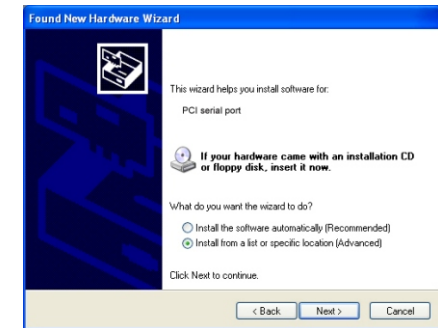 Found New Hardware Wizard
This wizard helps you install software for:
PCI serial port
If your hardware came with an installation CD
or floppy disk, insert it now.
What do you want the wizard to do?
Install the software automatically (Recommended)
Install from a list or specific location (Advanced)
Click Next to continue.
< Back Next > Cancel